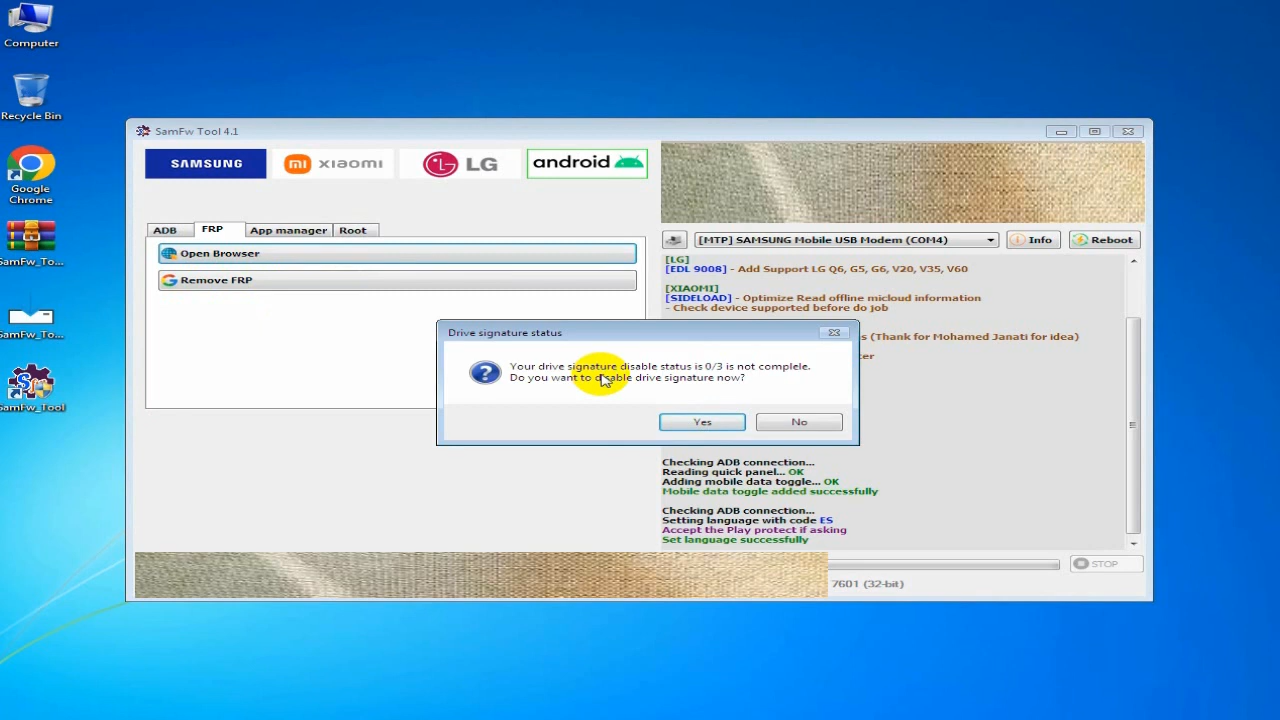 Computer
Recycle Bin
Google
Chrome
SamFw_To...
SamFw_To...
SamFw_Tool
SamFw Tool 4.1
SAMSUNG
mi xiaomi
LG
android
ADB
FRP
App manager
Root
Open Browser
Remove FRP
[MTP] SAMSUNG Mobile USB Modem (COM4)
Info
Reboot
[LG]
[EDL 9008] - Add Support LG Q6, G5, G6, V20, V35, V60
[XIAOMI]
[SIDELOAD] - Optimize Read offline micloud information
- Check device supported before do job
(Thank for Mohamed Janati for idea)
Drive signature status
Your drive signature disable status is 0/3 is not complele.
Do you want to disable drive signature now?
Yes
No
Checking ADB connection...
Reading quick panel... OK
Adding mobile data toggle... OK
Mobile data toggle added successfully
Checking ADB connection...
Setting language with code ES
Accept the Play protect if asking
Set language successfully
STOP
7601 (32-bit)